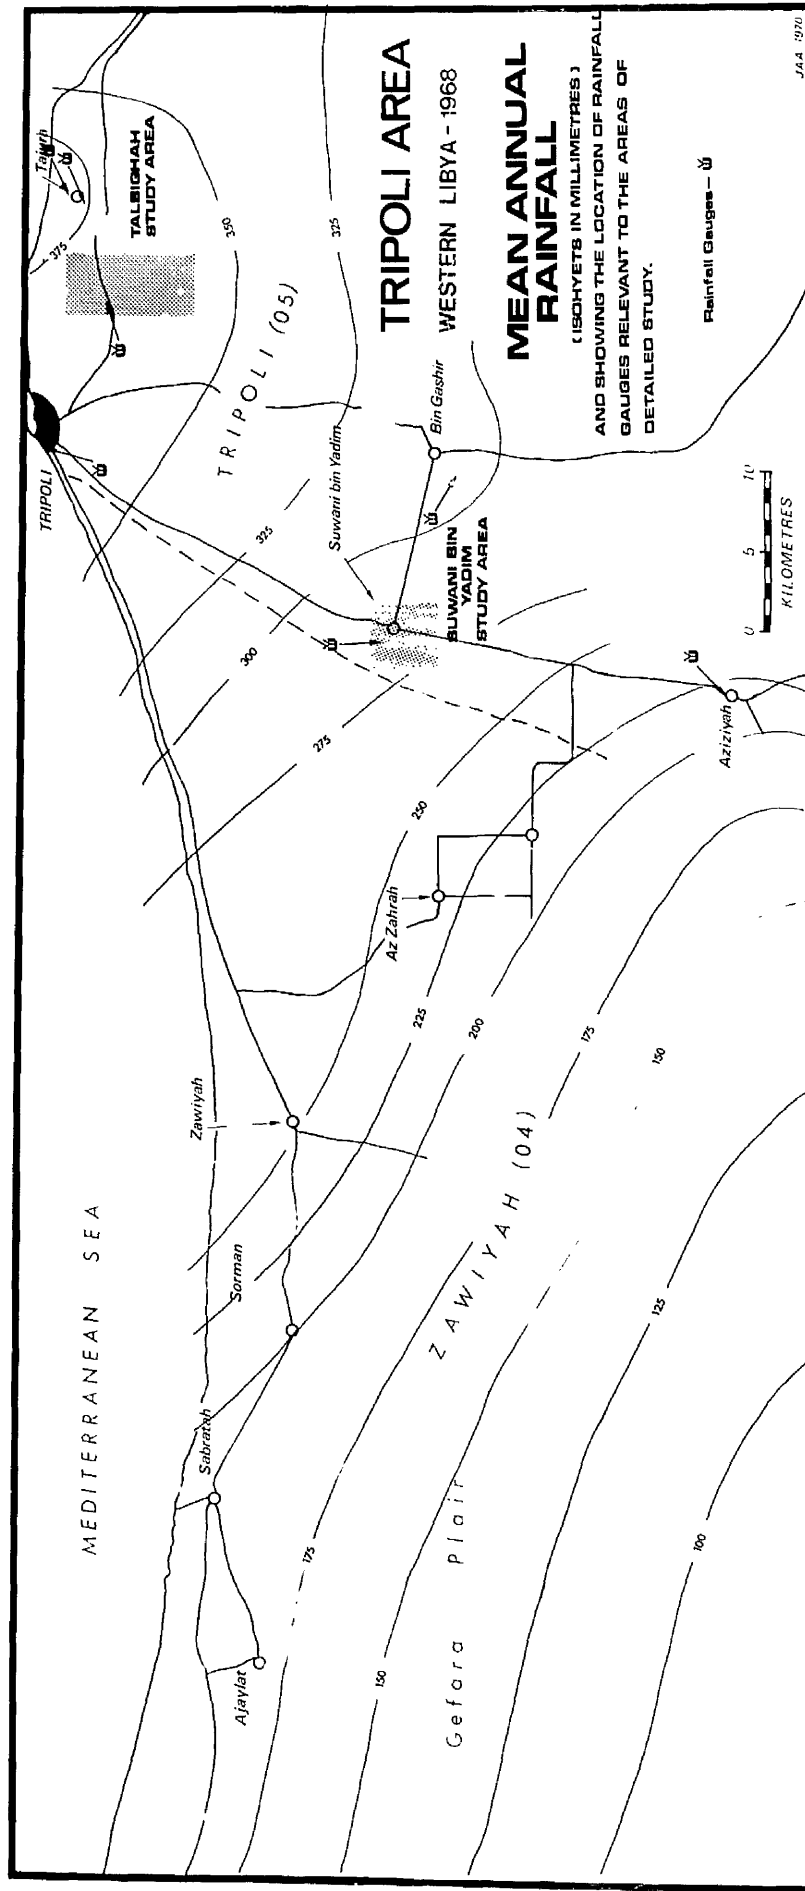 TRIPOLI AREA
WESTERN LIBYA - 1968
MEAN ANNUAL
RAINFALL
(ISOHYETS IN MILLIMETRES)
AND SHOWING THE LOCATION OF RAINFALL
GAUGES RELEVANT TO THE AREAS OF
DETAILED STUDY.
Rainfall Gauges-
JAA 1970
0 5 10
KILOMETRES
MEDITERRANEAN SEA
TRIPOLI
Tajura
TALBIGHAH
STUDY AREA
375
350
325
TRIPOLI (05)
Suwani bin Yadim
Bin Gashir
SUWANI BIN
YADIM
STUDY AREA
325
300
275
250
225
200
175
150
125
100
175
150
Aziziyah
Az Zahrah
Zawiyah
ZAWIYAH (04)
Sorman
Sabratah
Ajaylat
Gefara Plair